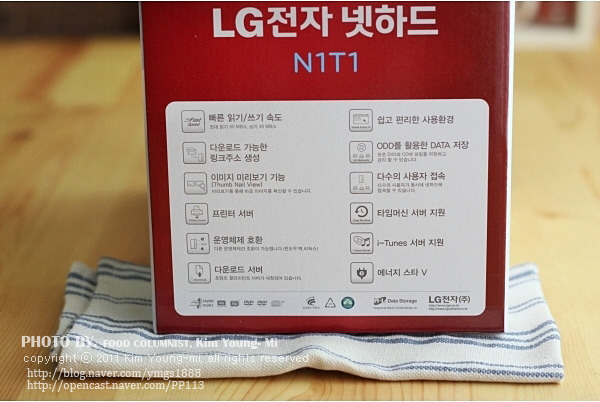 LG전자 넷하드
N1T1
빠른 읽기/쓰기 속도
다운로드 가능한
링크주소 생성
이미지 미리보기 기능
(Thumb Nail View)
프린터 서버
운영체제 호환
다운로드 서버
쉽고 편리한 사용환경
ODD를 활용한 DATA 저장
다수의 사용자 접속
타임머신 서버 지원
i-Tunes 서버 지원
에너지 스타 V
Data Storage
LG전자(주)
PHOTO BY. FOOD COLUMNIST, Kim Young-Mi
copyright ⓒ 2011 Kim Young-mi, all rights reserved
http://blog.naver.com/ymgs1888
http://opencast.naver.com/PP113